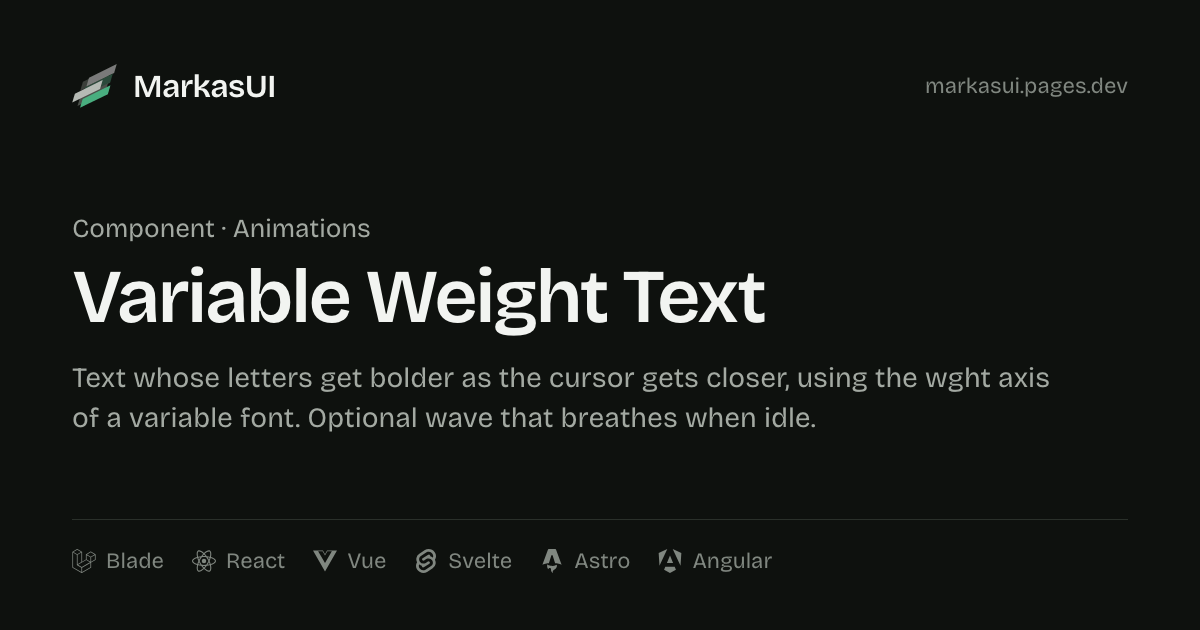 MarkasUI
markasui.pages.dev
Component · Animations
Variable Weight Text
Text whose letters get bolder as the cursor gets closer, using the wght axis
of a variable font. Optional wave that breathes when idle.
Blade React Vue Svelte Astro Angular